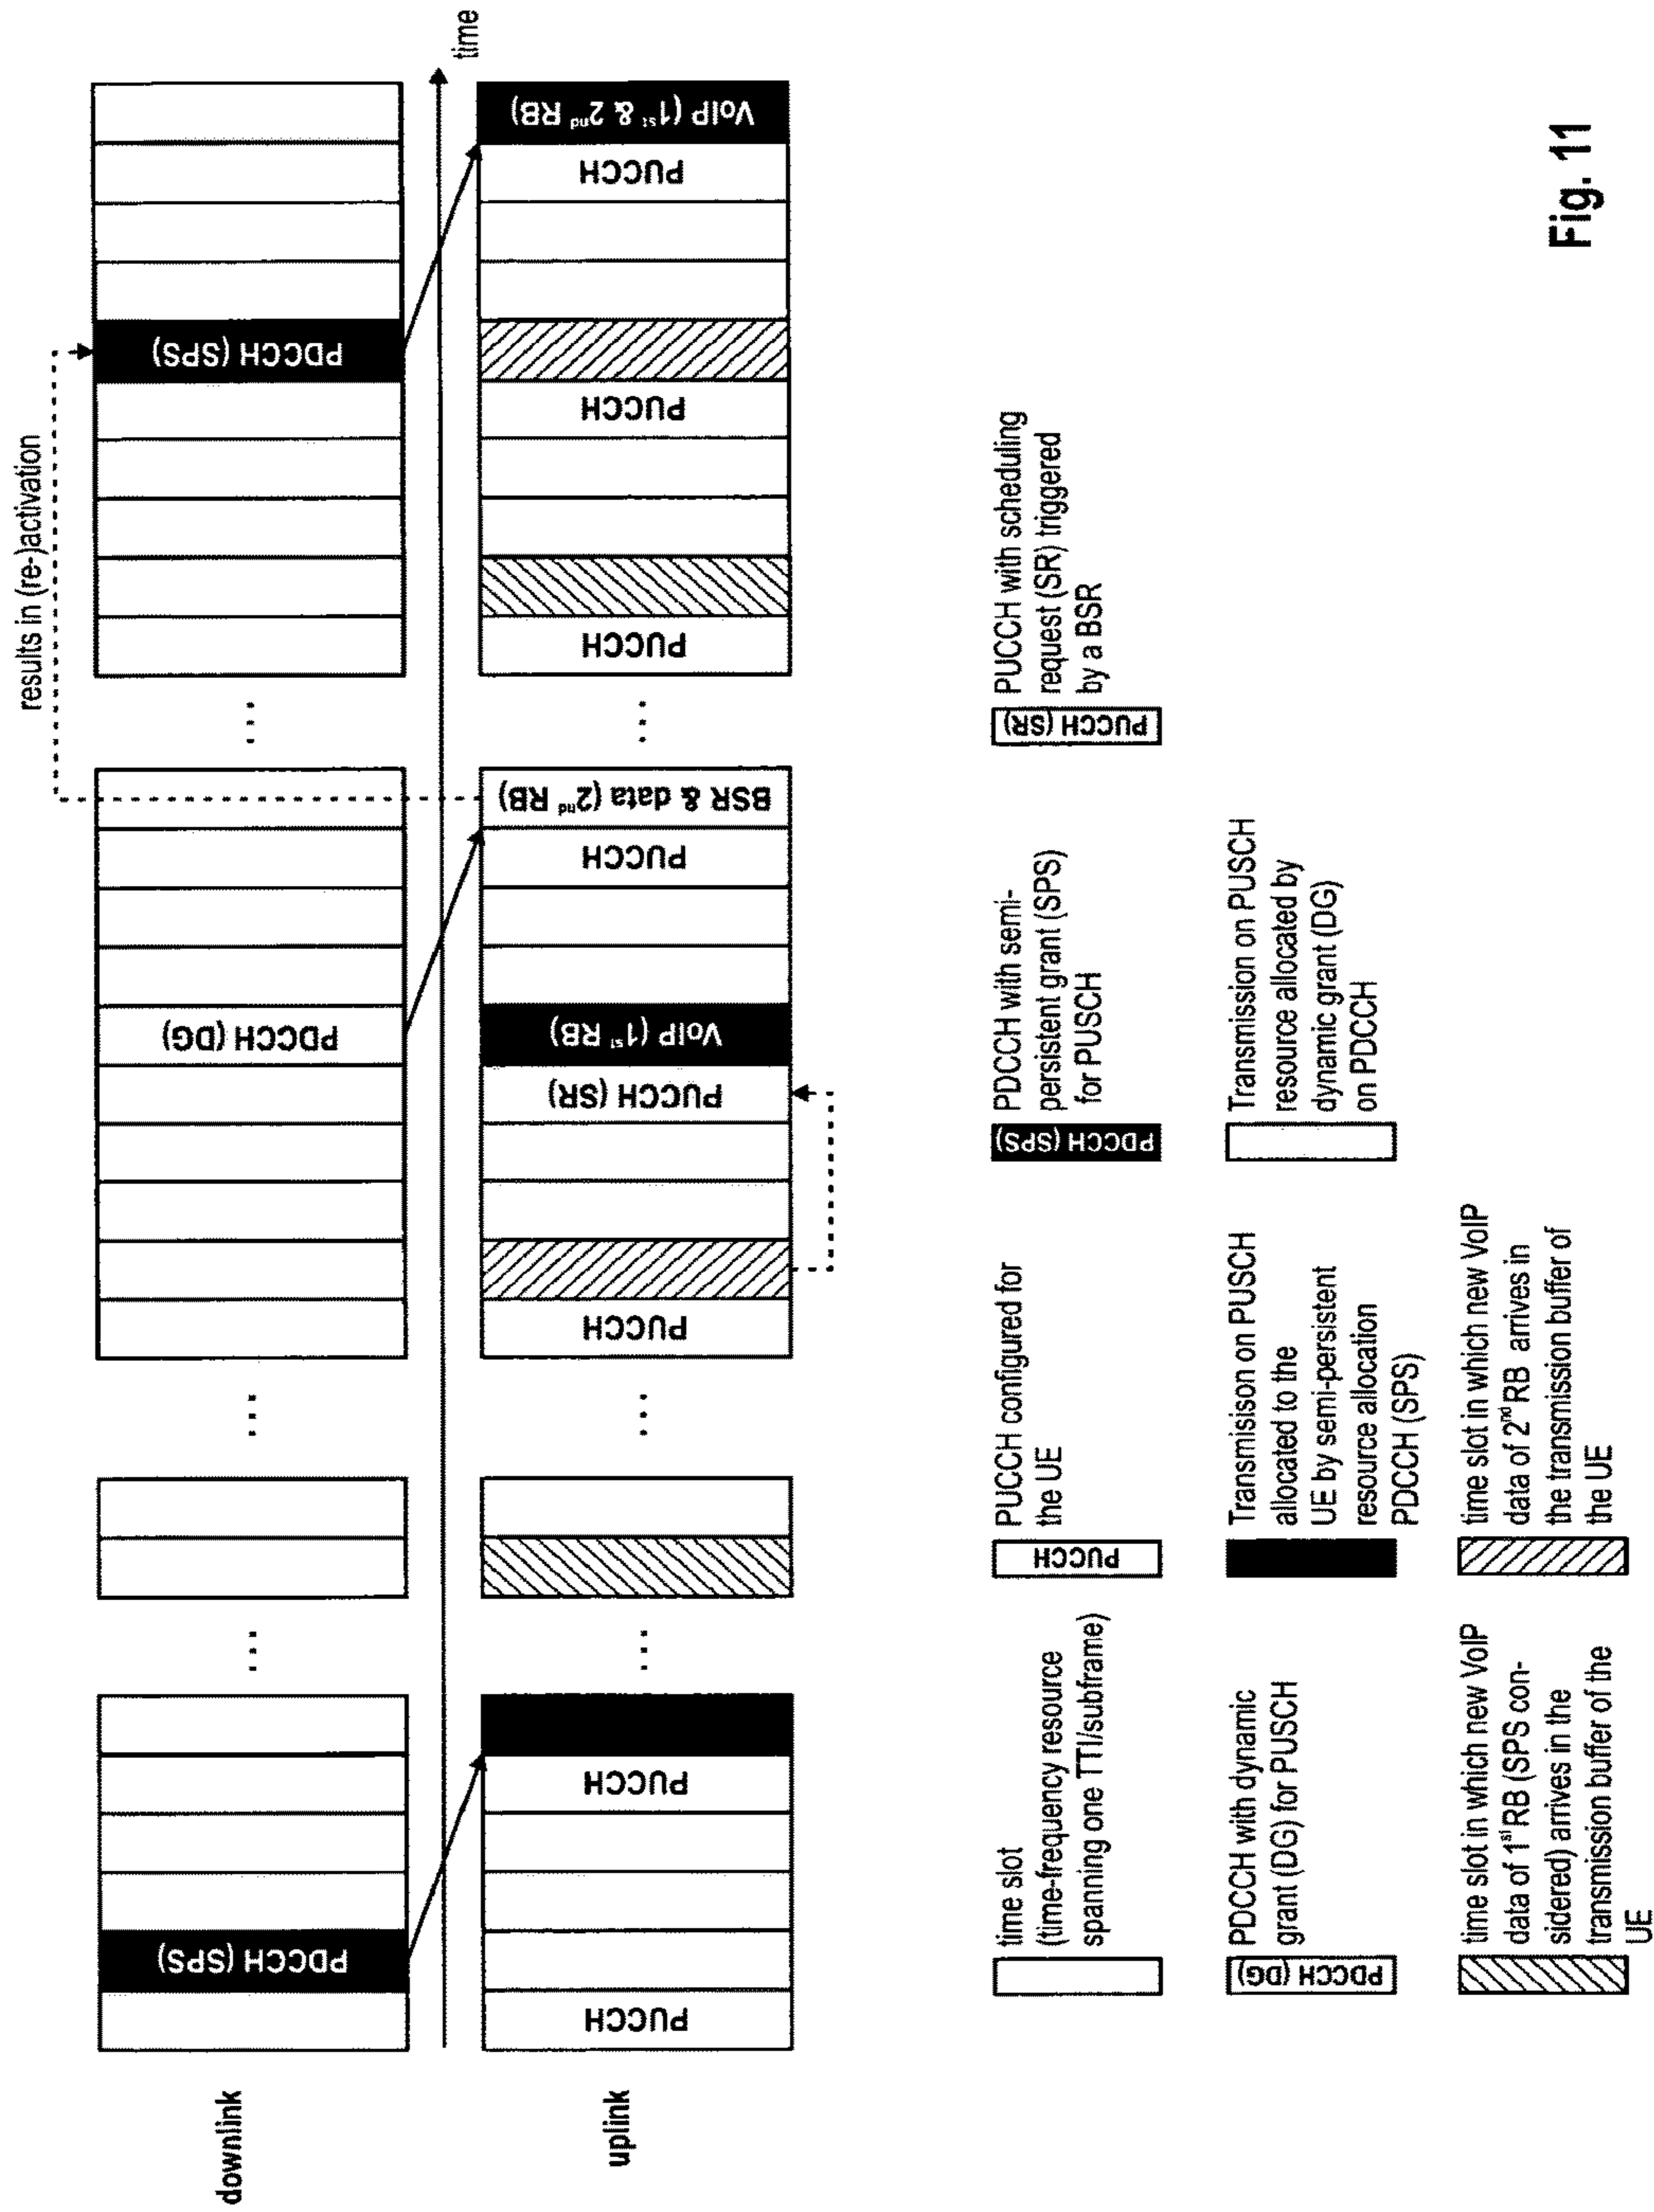 results in (re-)activation
downlink
PDCCH (SPS)
...
...
PDCCH (DG)
...
PDCCH (SPS)
time
uplink
PUCCH
PUCCH
...
...
PUCCH
PUCCH (SR)
VoIP (1st RB)
PUCCH
BSR & data (2nd RB)
...
PUCCH
PUCCH
PUCCH
VoIP (1st & 2nd RB)
time slot
(time-frequency resource
spanning one TTI/subframe)
PUCCH
PUCCH configured for
the UE
PDCCH (SPS)
PDCCH with semi-
persistent grant (SPS)
for PUSCH
PUCCH (SR)
PUCCH with scheduling
request (SR) triggered
by a BSR
PDCCH (DG)
PDCCH with dynamic
grant (DG) for PUSCH
Transmisison on PUSCH
allocated to the
UE by semi-persistent
resource allocation
PDCCH (SPS)
Transmission on PUSCH
resource allocated by
dynamic grant (DG)
on PDCCH
time slot in which new VoIP
data of 1st RB (SPS con-
sidered) arrives in the
transmission buffer of the
UE
time slot in which new VoIP
data of 2nd RB arrives in
the transmission buffer of
the UE
Fig. 11